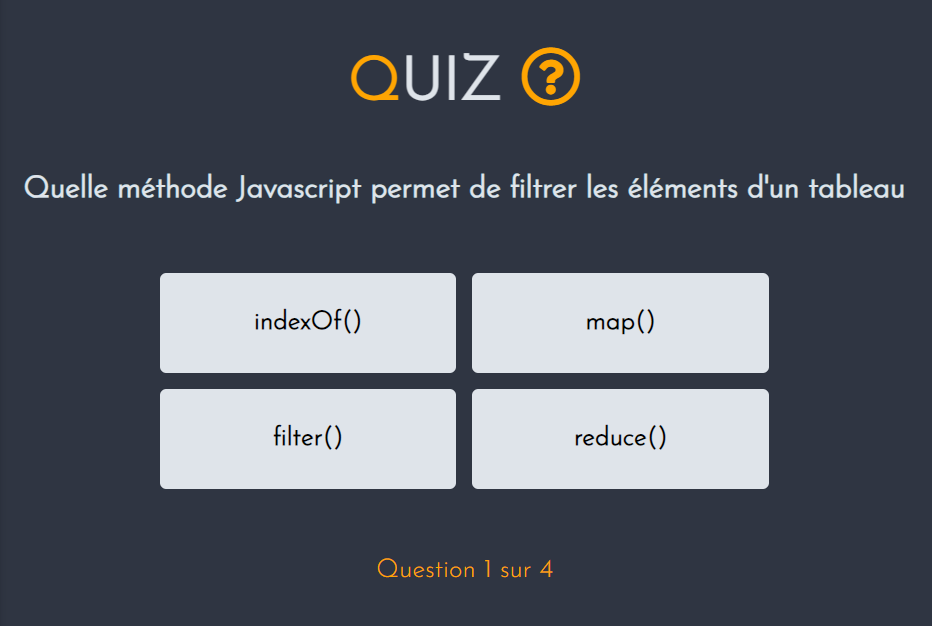 QUIZ ?
Quelle méthode Javascript permet de filtrer les éléments d'un tableau
indexOf()
map()
filter()
reduce()
Question 1 sur 4